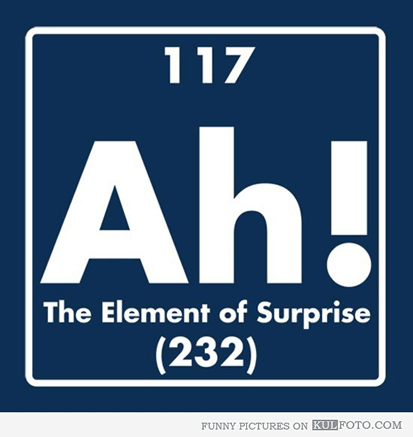 117
Ah!
The Element of Surprise
(232)
FUNNY PICTURES ON KULFOTO.COM